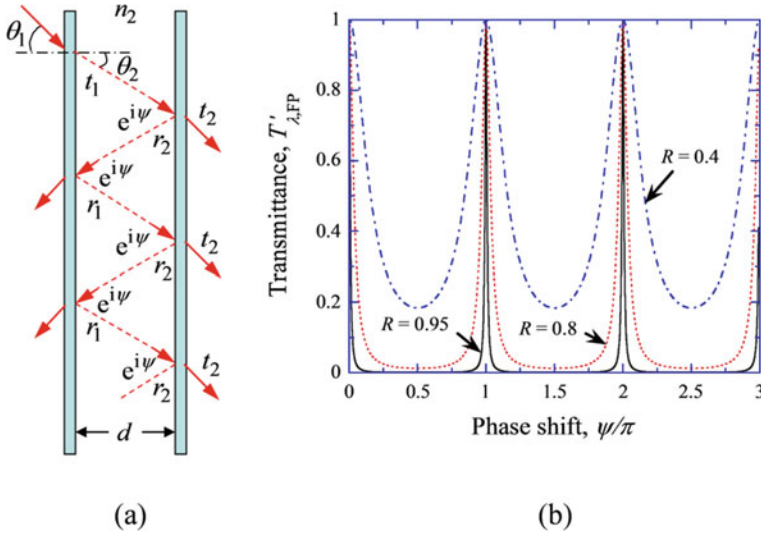 n₂
θ₁
θ₂
t₁
e^{iψ}
r₂
t₂
e^{iψ}
r₁
e^{iψ}
r₂
t₂
e^{iψ}
r₁
e^{iψ}
r₂
t₂
d
(a)
Transmittance, T′_{λ,FP}
1
0.8
0.6
0.4
0.2
0
R = 0.4
R = 0.95
R = 0.8
0 0.5 1 1.5 2 2.5 3
Phase shift, ψ/π
(b)